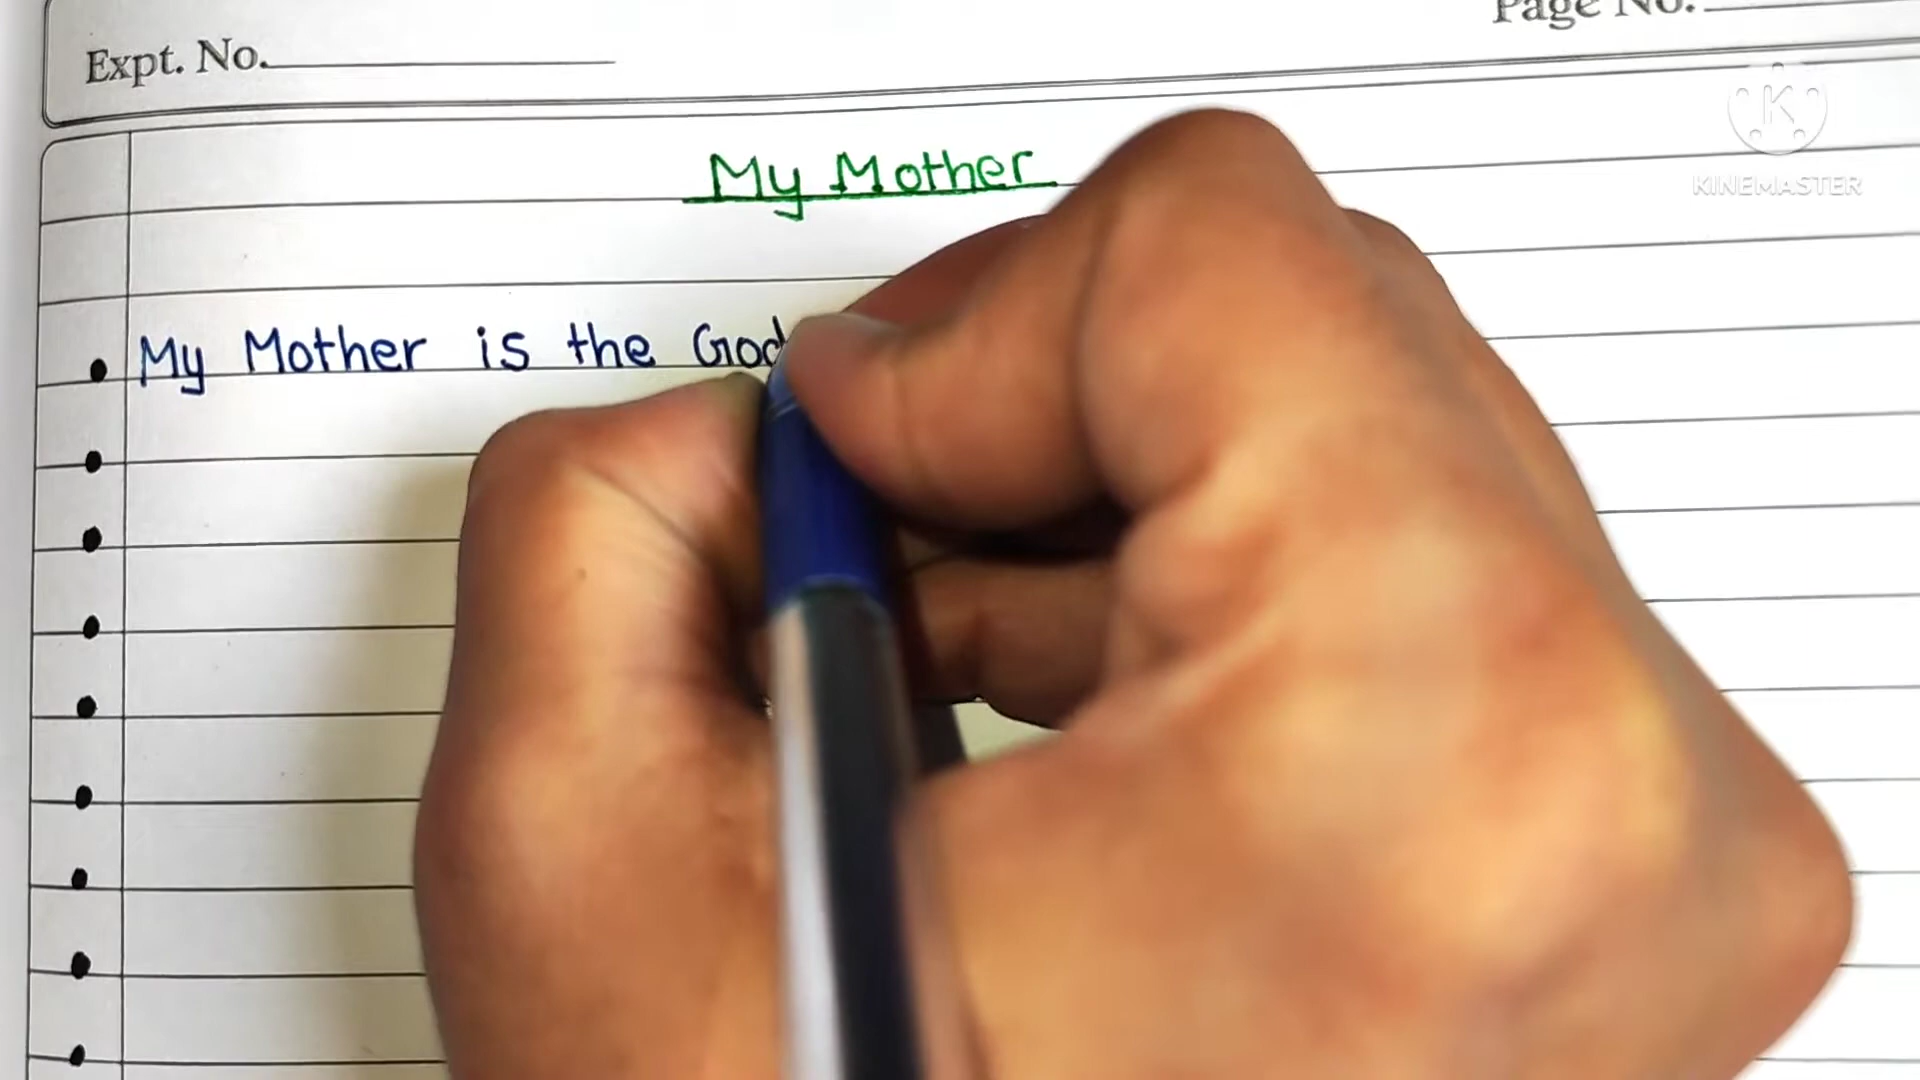 Page No.
Expt. No.
KINEMASTER
My Mother
My Mother is the God